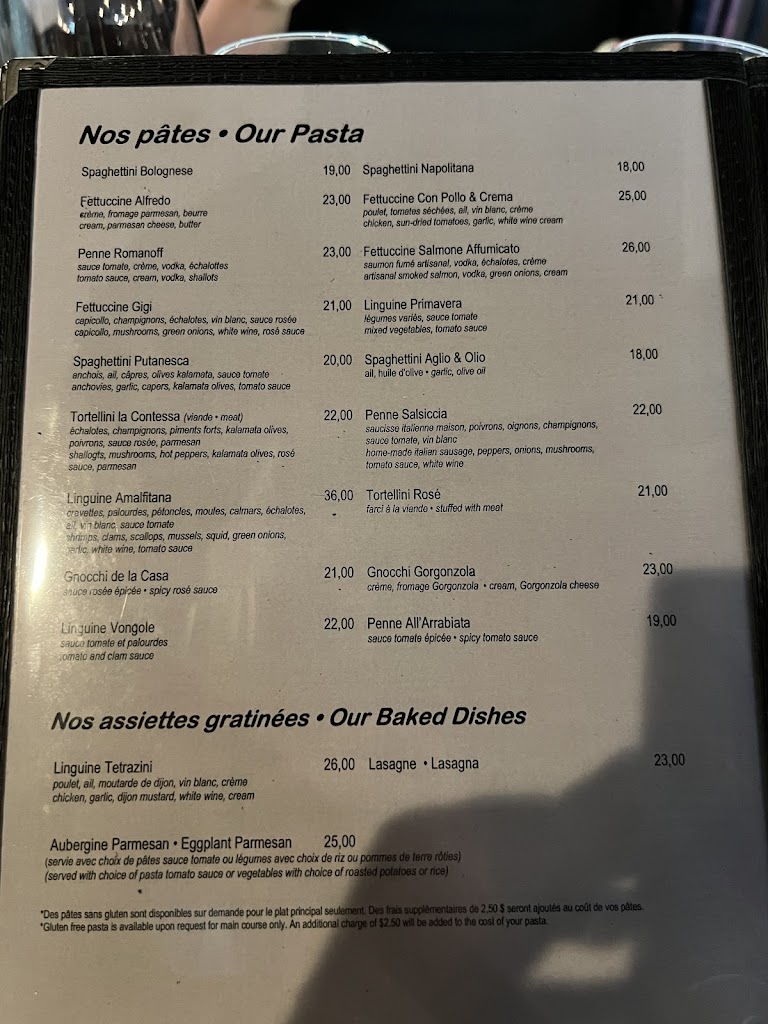 Nos pâtes • Our Pasta
Spaghettini Bolognese 19,00
Spaghettini Napolitana 18,00
Fettuccine Alfredo 23,00
crème, fromage parmesan, beurre
cream, parmesan cheese, butter
Fettuccine Con Pollo & Crema 25,00
poulet, tomates séchées, ail, vin blanc, crème
chicken, sun-dried tomatoes, garlic, white wine cream
Penne Romanoff 23,00
sauce tomate, crème, vodka, échallottes
tomato sauce, cream, vodka, shallots
Fettuccine Salmone Affumicato 26,00
saumon fumé artisanal, vodka, échalotes, crème
artisanal smoked salmon, vodka, green onions, cream
Fettuccine Gigi 21,00
capicollo, champignons, échalotes, vin blanc, sauce rosée
capicollo, mushrooms, green onions, white wine, rosé sauce
Linguine Primavera 21,00
légumes variés, sauce tomate
mixed vegetables, tomato sauce
Spaghettini Putanesca 20,00
anchois, ail, câpres, olives kalamata, sauce tomate
anchovies, garlic, capers, kalamata olives, tomato sauce
Spaghettini Aglio & Olio 18,00
ail, huile d'olive • garlic, olive oil
Tortellini la Contessa (viande • meat) 22,00
échalotes, champignons, piments forts, kalamata olives,
poivrons, sauce rosée, parmesan
shallogts, mushrooms, hot peppers, kalamata olives, rosé
sauce, parmesan
Penne Salsiccia 22,00
saucisse italienne maison, poivrons, oignons, champignons,
sauce tomate, vin blanc
home-made italian sausage, peppers, onions, mushrooms,
tomato sauce, white wine
Linguine Amalfitana 36,00
crevettes, palourdes, pétoncles, moules, calmars, échalotes,
ail, vin blanc, sauce tomate
shrimps, clams, scallops, mussels, squid, green onions,
garlic, white wine, tomato sauce
Tortellini Rosé 21,00
farci à la viande • stuffed with meat
Gnocchi de la Casa 21,00
sauce rosée épicée • spicy rosé sauce
Gnocchi Gorgonzola 23,00
crème, fromage Gorgonzola • cream, Gorgonzola cheese
Linguine Vongole 22,00
sauce tomate et palourdes
tomato and clam sauce
Penne All'Arrabiata 19,00
sauce tomate épicée • spicy tomato sauce
Nos assiettes gratinées • Our Baked Dishes
Linguine Tetrazini 26,00
poulet, ail, moutarde de dijon, vin blanc, crème
chicken, garlic, dijon mustard, white wine, cream
Lasagne • Lasagna 23,00
Aubergine Parmesan • Eggplant Parmesan 25,00
(servie avec choix de pâtes sauce tomate ou légumes avec choix de riz ou pommes de terre rôties)
(served with choice of pasta tomato sauce or vegetables with choice of roasted potatoes or rice)
*Des pâtes sans gluten sont disponibles sur demande pour le plat principal seulement. Des frais supplémentaires de 2,50 $ seront ajoutés au coût de vos pâtes.
*Gluten free pasta is available upon request for main course only. An additional charge of $2.50 will be added to the cost of your pasta.